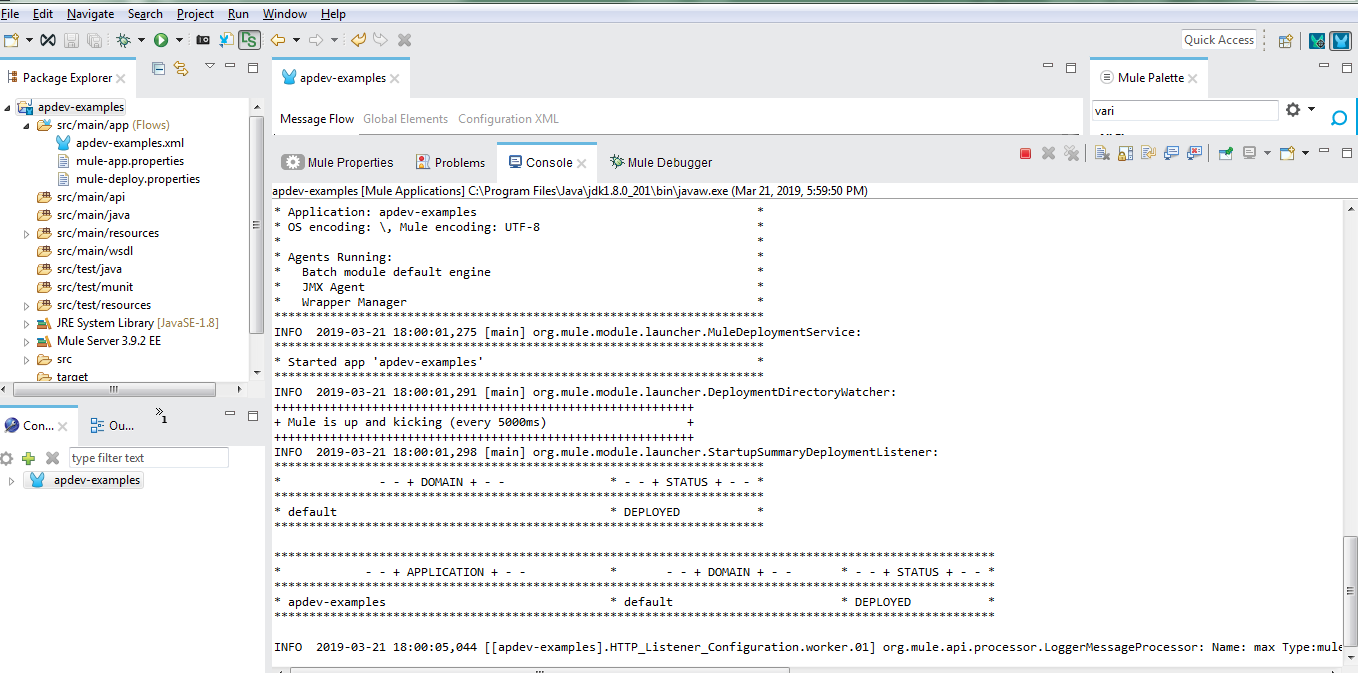 File Edit Navigate Search Project Run Window Help
Quick Access
Package Explorer
apdev-examples
src/main/app (Flows)
apdev-examples.xml
mule-app.properties
mule-deploy.properties
src/main/api
src/main/java
src/main/resources
src/main/wsdl
src/test/java
src/test/munit
src/test/resources
JRE System Library [JavaSE-1.8]
Mule Server 3.9.2 EE
src
target
Con... Ou... »1
type filter text
apdev-examples
apdev-examples
Message Flow Global Elements Configuration XML
Mule Palette
vari
Mule Properties Problems Console Mule Debugger
apdev-examples [Mule Applications] C:\Program Files\Java\jdk1.8.0_201\bin\javaw.exe (Mar 21, 2019, 5:59:50 PM)
* Application: apdev-examples *
* OS encoding: \, Mule encoding: UTF-8 *
* *
* Agents Running: *
* Batch module default engine *
* JMX Agent *
* Wrapper Manager *
**********************************************************************
INFO 2019-03-21 18:00:01,275 [main] org.mule.module.launcher.MuleDeploymentService:
**********************************************************************
* Started app 'apdev-examples' *
**********************************************************************
INFO 2019-03-21 18:00:01,291 [main] org.mule.module.launcher.DeploymentDirectoryWatcher:
++++++++++++++++++++++++++++++++++++++++++++++++++++++++++++
+ Mule is up and kicking (every 5000ms) +
++++++++++++++++++++++++++++++++++++++++++++++++++++++++++++
INFO 2019-03-21 18:00:01,298 [main] org.mule.module.launcher.StartupSummaryDeploymentListener:
**********************************************************************
* - - + DOMAIN + - - * - - + STATUS + - - *
**********************************************************************
* default * DEPLOYED *
**********************************************************************
*******************************************************************************************************
* - - + APPLICATION + - - * - - + DOMAIN + - - * - - + STATUS + - - *
*******************************************************************************************************
* apdev-examples * default * DEPLOYED *
*******************************************************************************************************
INFO 2019-03-21 18:00:05,044 [[apdev-examples].HTTP_Listener_Configuration.worker.01] org.mule.api.processor.LoggerMessageProcessor: Name: max Type:mule